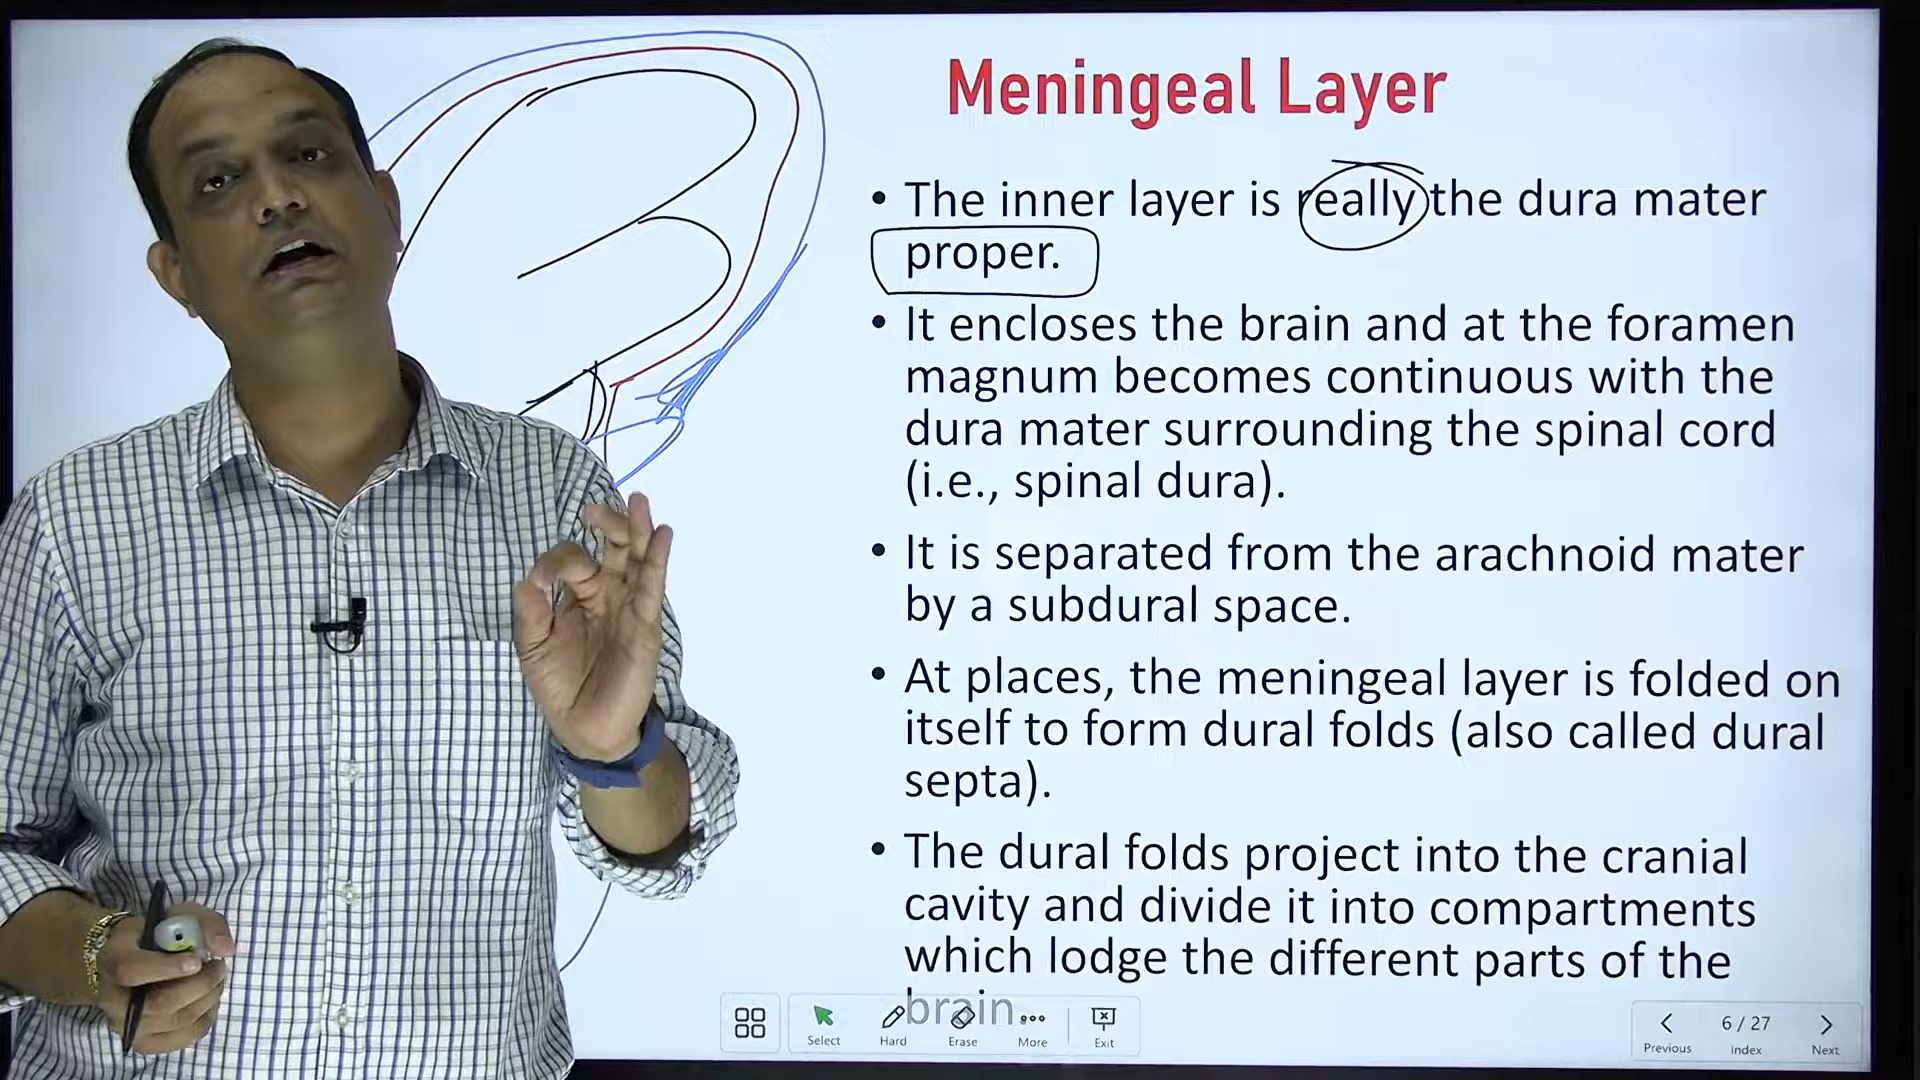 Meningeal Layer
• The inner layer is really the dura mater
proper.
• It encloses the brain and at the foramen
magnum becomes continuous with the
dura mater surrounding the spinal cord
(i.e., spinal dura).
• It is separated from the arachnoid mater
by a subdural space.
• At places, the meningeal layer is folded on
itself to form dural folds (also called dural
septa).
• The dural folds project into the cranial
cavity and divide it into compartments
which lodge the different parts of the
brain.
Select Hard Erase More Exit
6 / 27
Previous Index Next